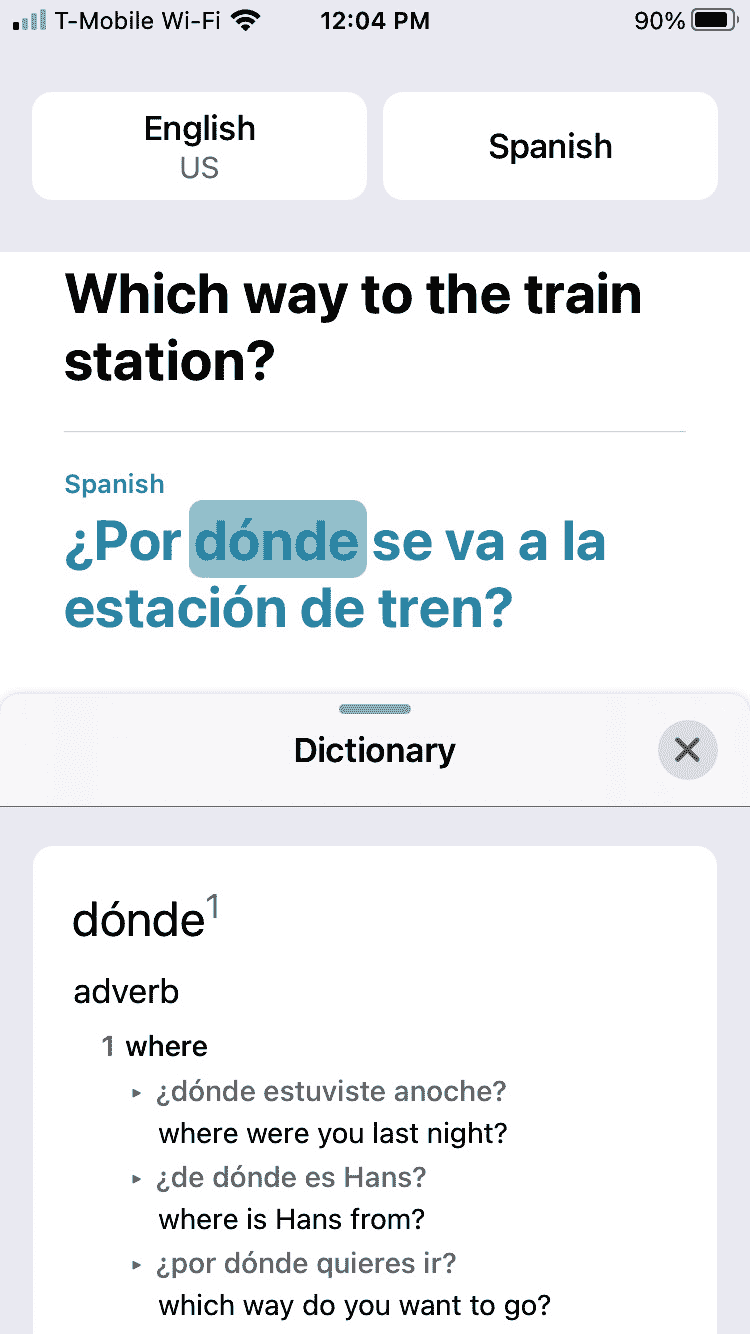 T-Mobile Wi-Fi 12:04 PM 90%
English
US
Spanish
Which way to the train
station?
Spanish
¿Por dónde se va a la
estación de tren?
Dictionary
dónde1
adverb
1 where
▸ ¿dónde estuviste anoche?
where were you last night?
▸ ¿de dónde es Hans?
where is Hans from?
▸ ¿por dónde quieres ir?
which way do you want to go?